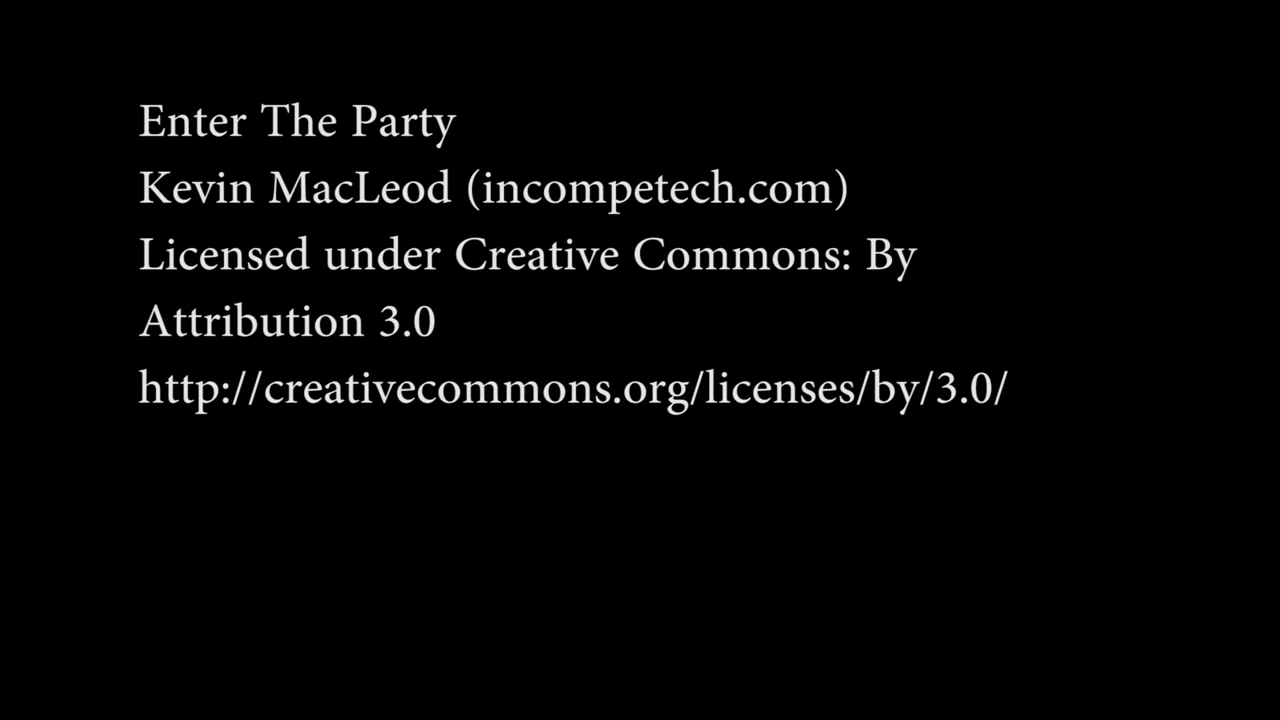 Enter The Party
Kevin MacLeod (incompetech.com)
Licensed under Creative Commons: By
Attribution 3.0
http://creativecommons.org/licenses/by/3.0/